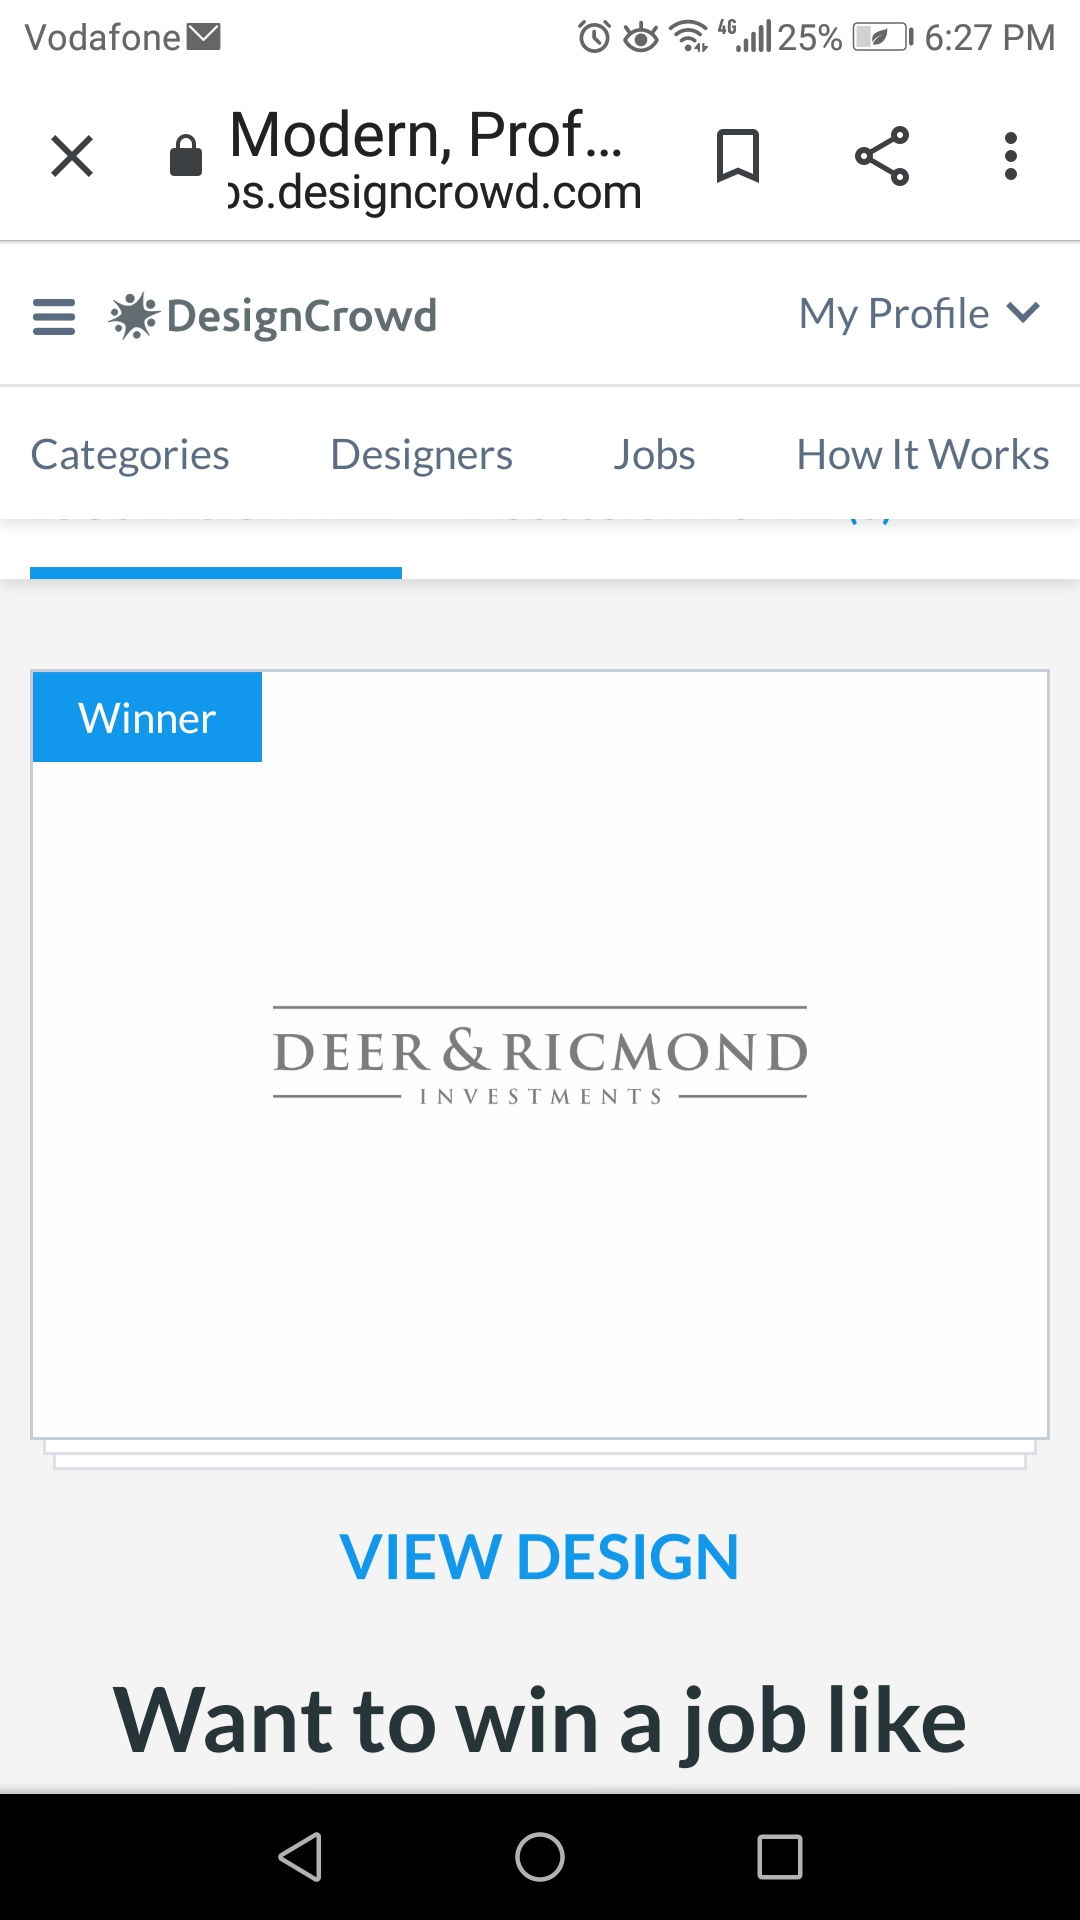 Vodafone 4G 25% 6:27 PM
Modern, Prof...
os.designcrowd.com
DesignCrowd My Profile
Categories Designers Jobs How It Works
Winner
DEER & RICMOND
INVESTMENTS
VIEW DESIGN
Want to win a job like